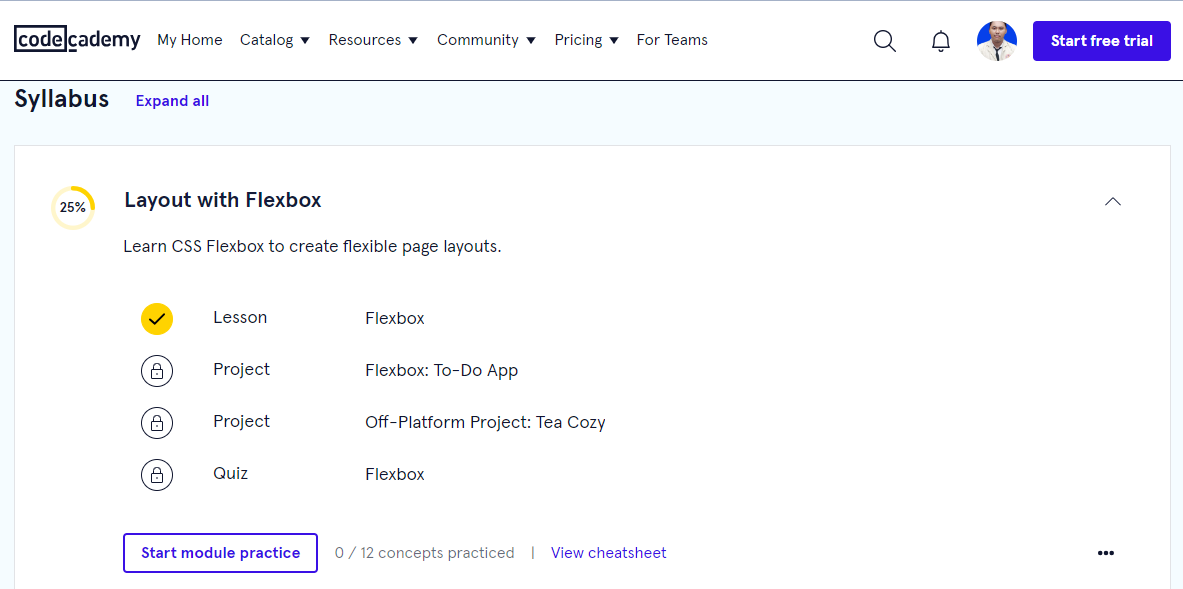 codecademy My Home Catalog Resources Community Pricing For Teams Start free trial
Syllabus Expand all
25% Layout with Flexbox
Learn CSS Flexbox to create flexible page layouts.
Lesson Flexbox
Project Flexbox: To-Do App
Project Off-Platform Project: Tea Cozy
Quiz Flexbox
Start module practice 0 / 12 concepts practiced | View cheatsheet